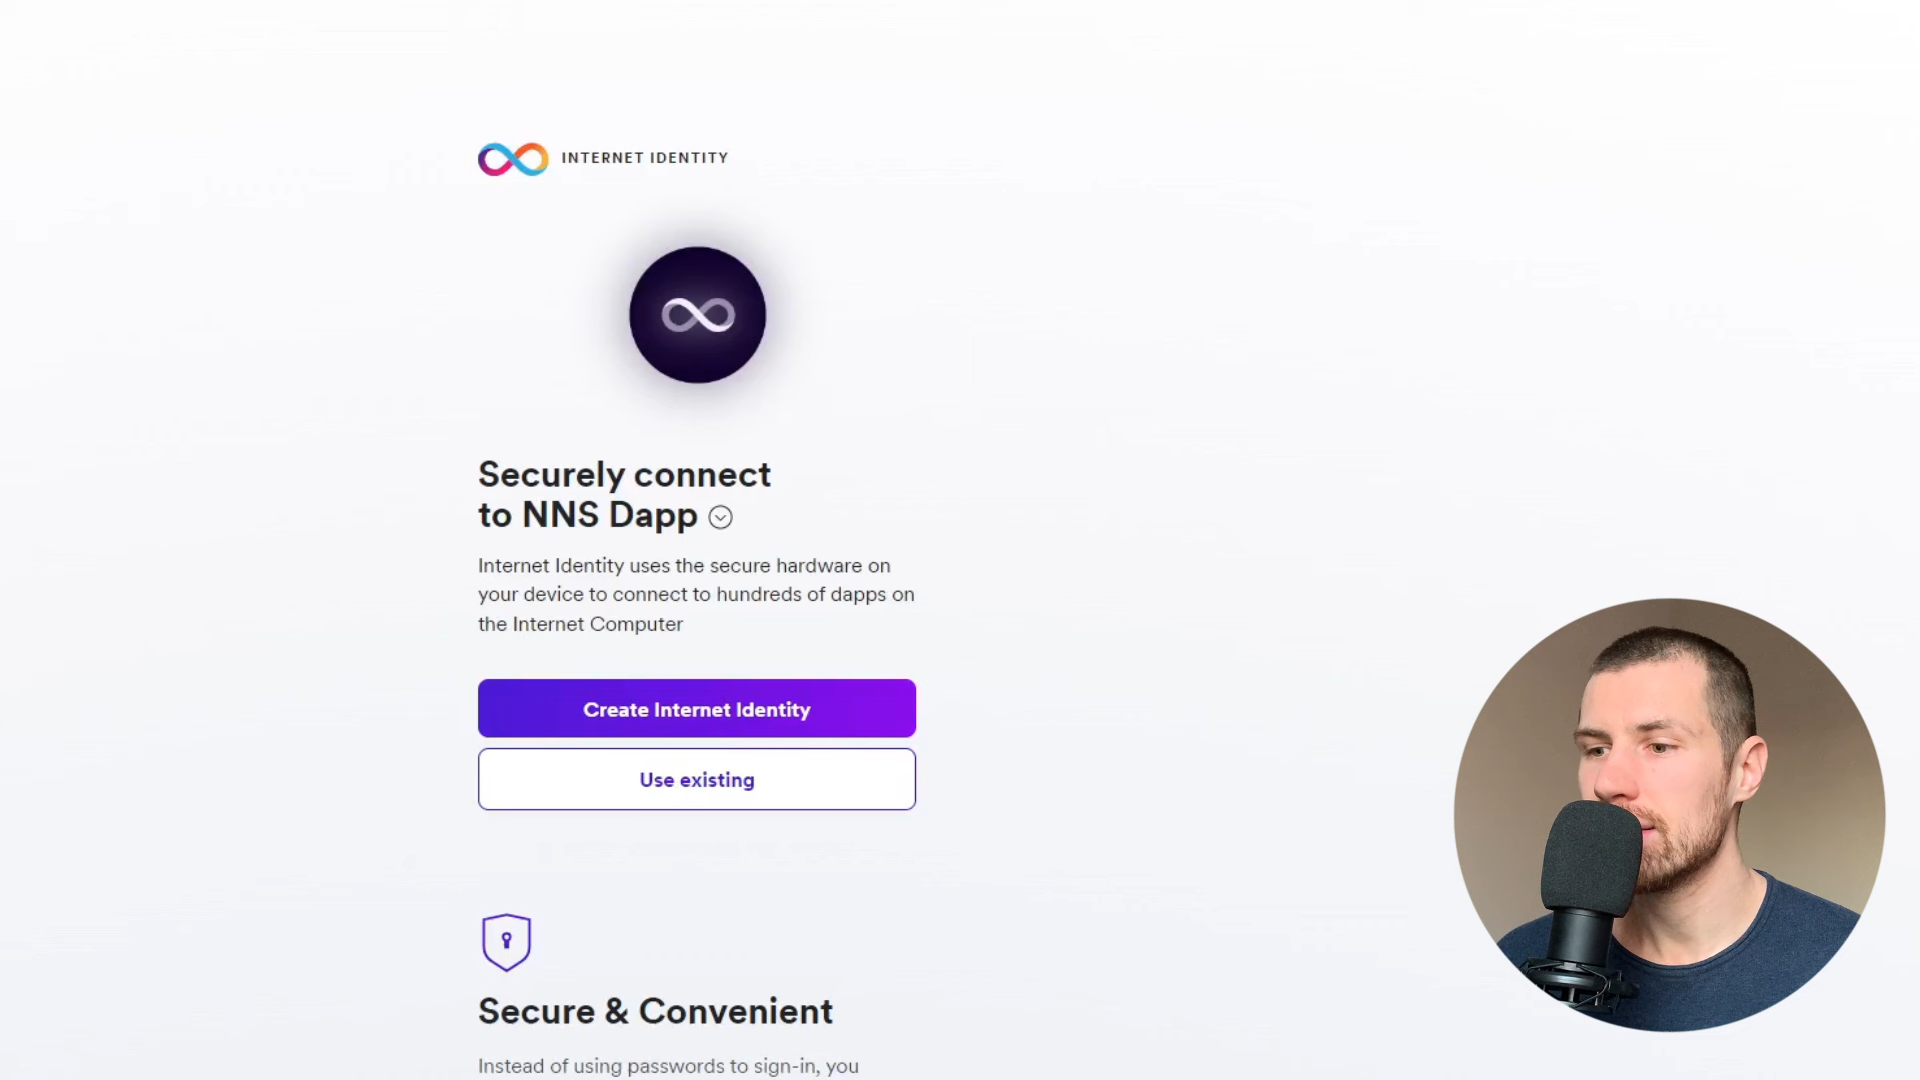 INTERNET IDENTITY
Securely connect
to NNS Dapp
Internet Identity uses the secure hardware on
your device to connect to hundreds of dapps on
the Internet Computer
Create Internet Identity
Use existing
Secure & Convenient
Instead of using passwords to sign-in, you